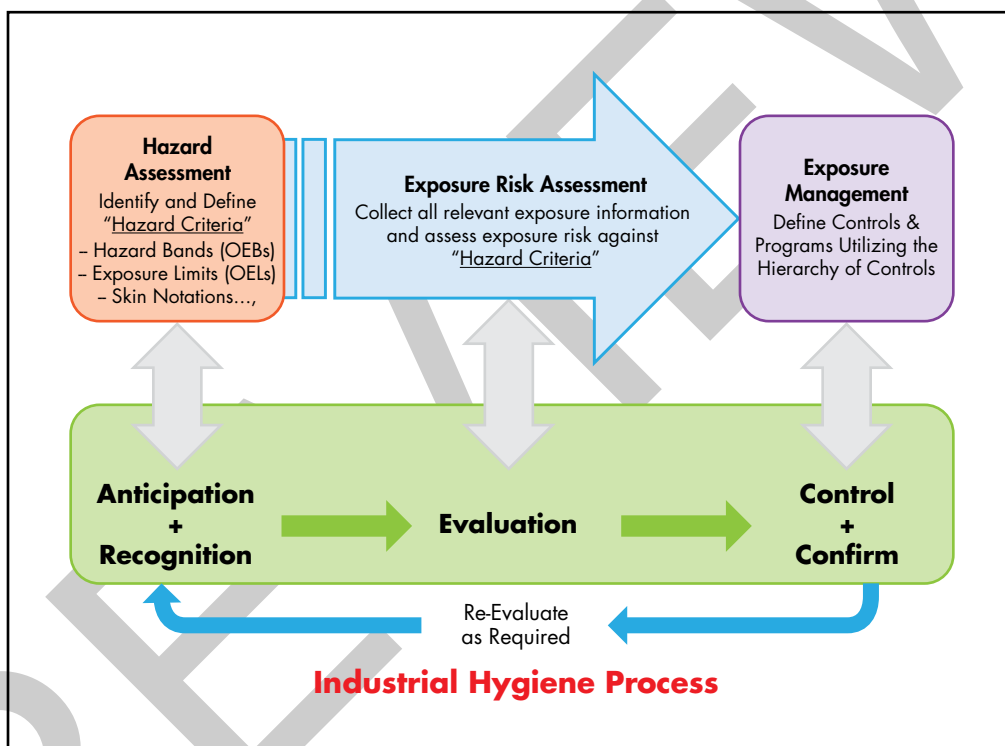 Hazard
Assessment
Identify and Define
“Hazard Criteria”
– Hazard Bands (OEBs)
– Exposure Limits (OELs)
– Skin Notations…,
Exposure Risk Assessment
Collect all relevant exposure information
and assess exposure risk against
“Hazard Criteria”
Exposure
Management
Define Controls &
Programs Utilizing the
Hierarchy of Controls
Anticipation
+
Recognition
Evaluation
Control
+
Confirm
Re-Evaluate
as Required
Industrial Hygiene Process